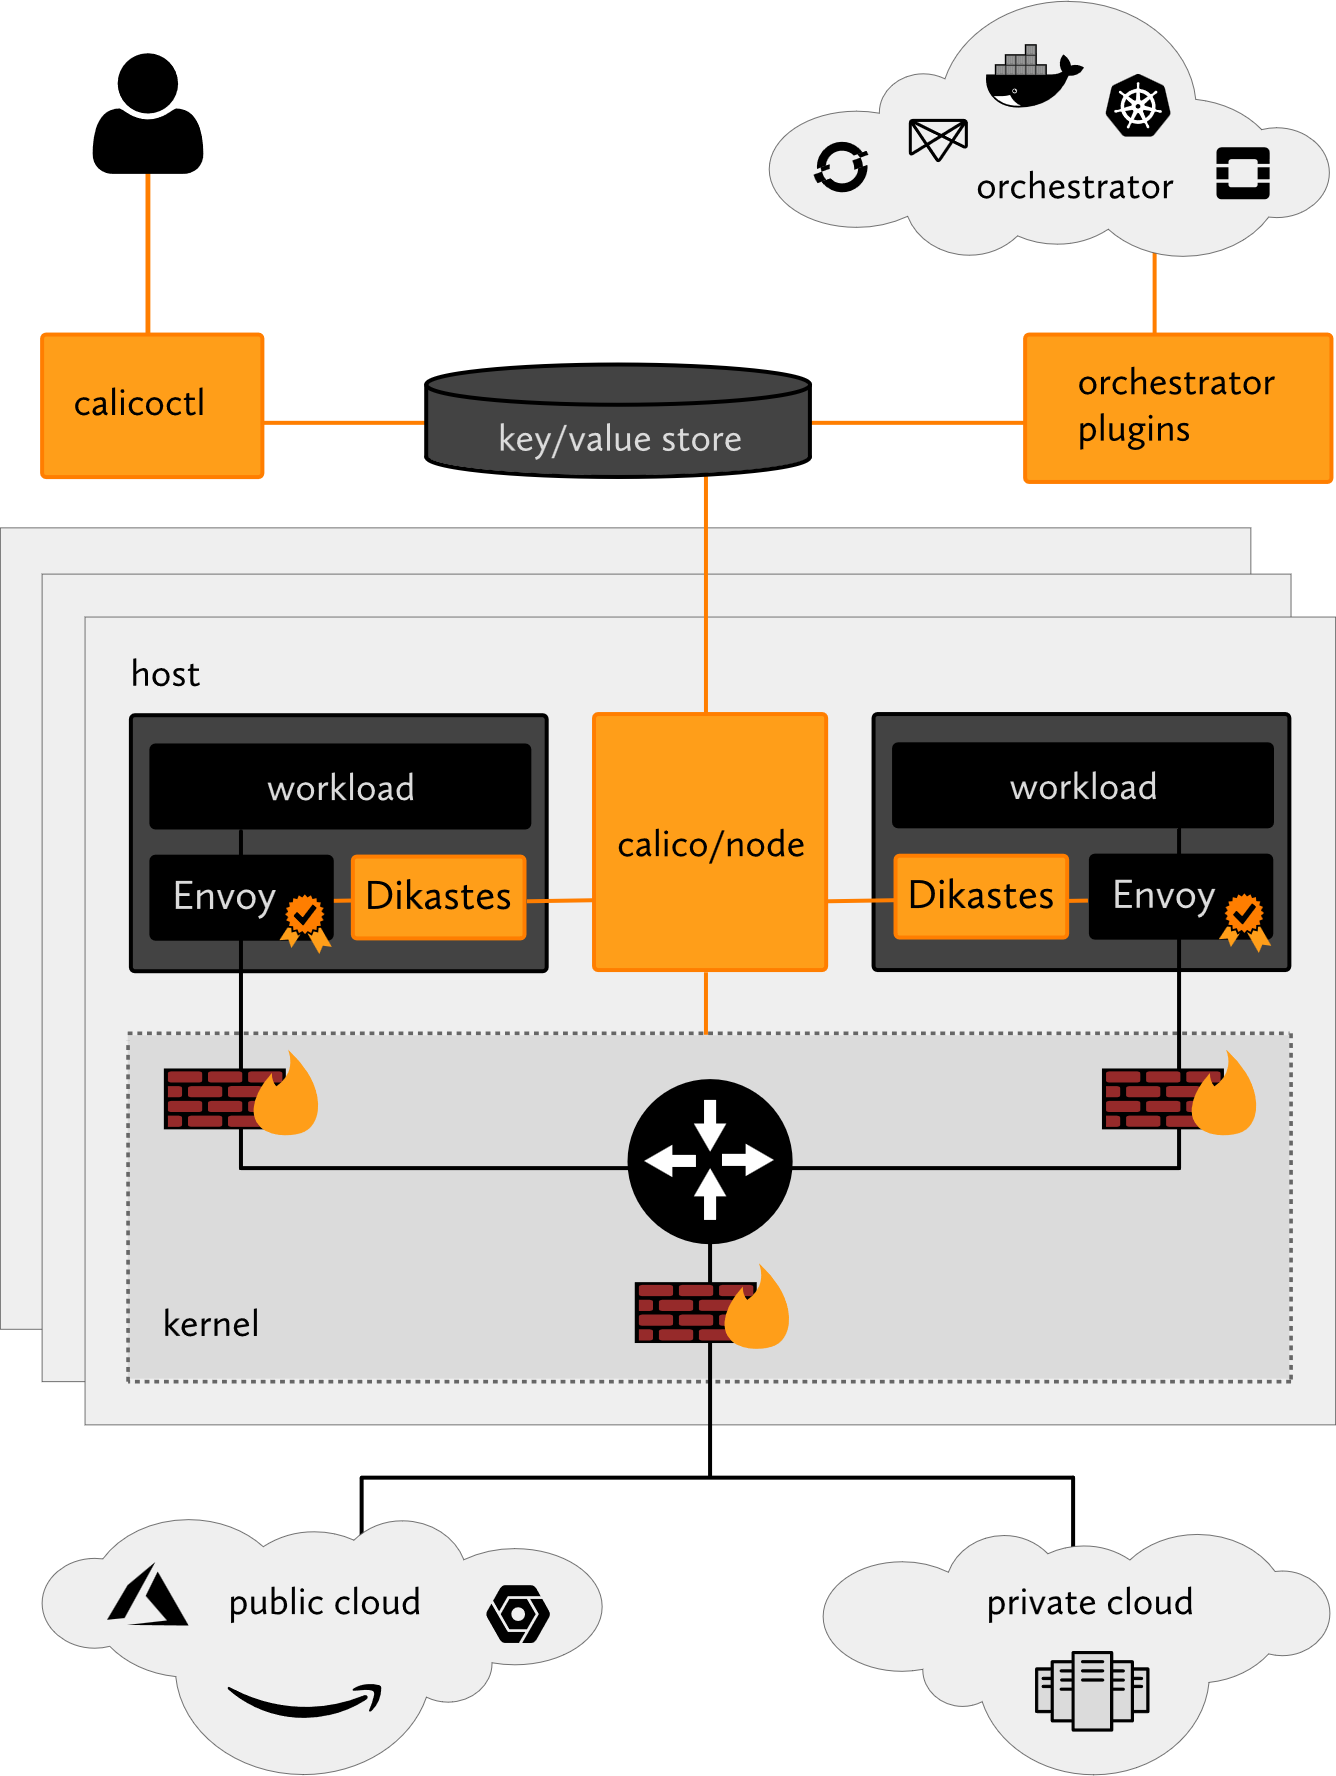 orchestrator
calicoctl
key/value store
orchestrator
plugins
host
workload
Envoy
Dikastes
calico/node
workload
Dikastes
Envoy
kernel
public cloud
private cloud